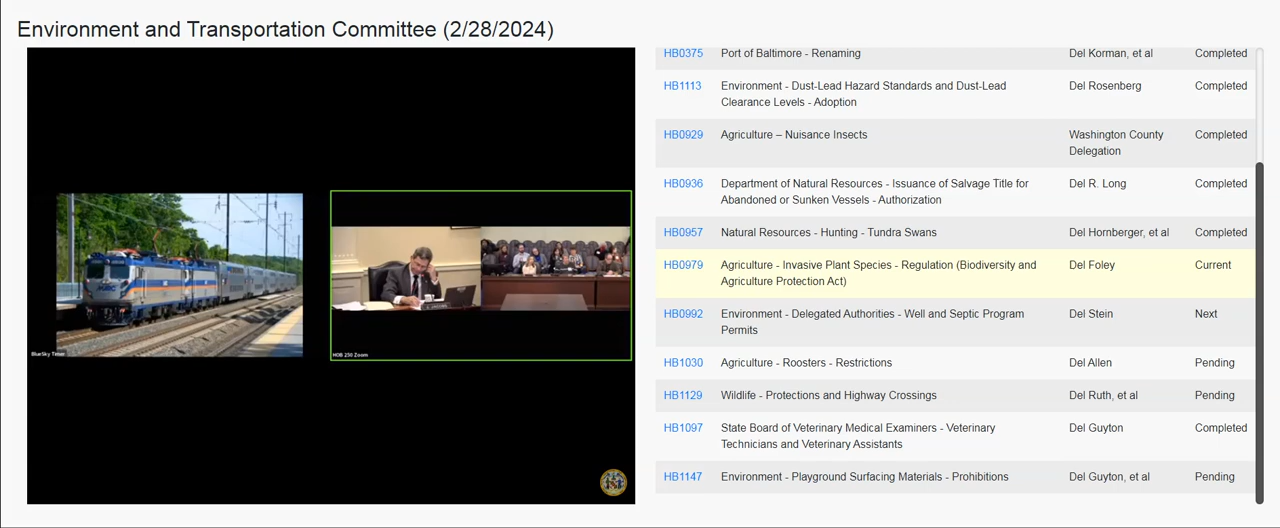 Environment and Transportation Committee (2/28/2024)
HB0375 Port of Baltimore - Renaming Del Korman, et al Completed
HB1113 Environment - Dust-Lead Hazard Standards and Dust-Lead Del Rosenberg Completed
Clearance Levels - Adoption
HB0929 Agriculture – Nuisance Insects Washington County Completed
Delegation
HB0936 Department of Natural Resources - Issuance of Salvage Title for Del R. Long Completed
Abandoned or Sunken Vessels - Authorization
HB0957 Natural Resources - Hunting - Tundra Swans Del Hornberger, et al Completed
HB0979 Agriculture - Invasive Plant Species - Regulation (Biodiversity and Del Foley Current
Agriculture Protection Act)
HB0992 Environment - Delegated Authorities - Well and Septic Program Del Stein Next
Permits
HB1030 Agriculture - Roosters - Restrictions Del Allen Pending
HB1129 Wildlife - Protections and Highway Crossings Del Ruth, et al Pending
HB1097 State Board of Veterinary Medical Examiners - Veterinary Del Guyton Completed
Technicians and Veterinary Assistants
HB1147 Environment - Playground Surfacing Materials - Prohibitions Del Guyton, et al Pending
BlueSky
HOB 250 Zoom